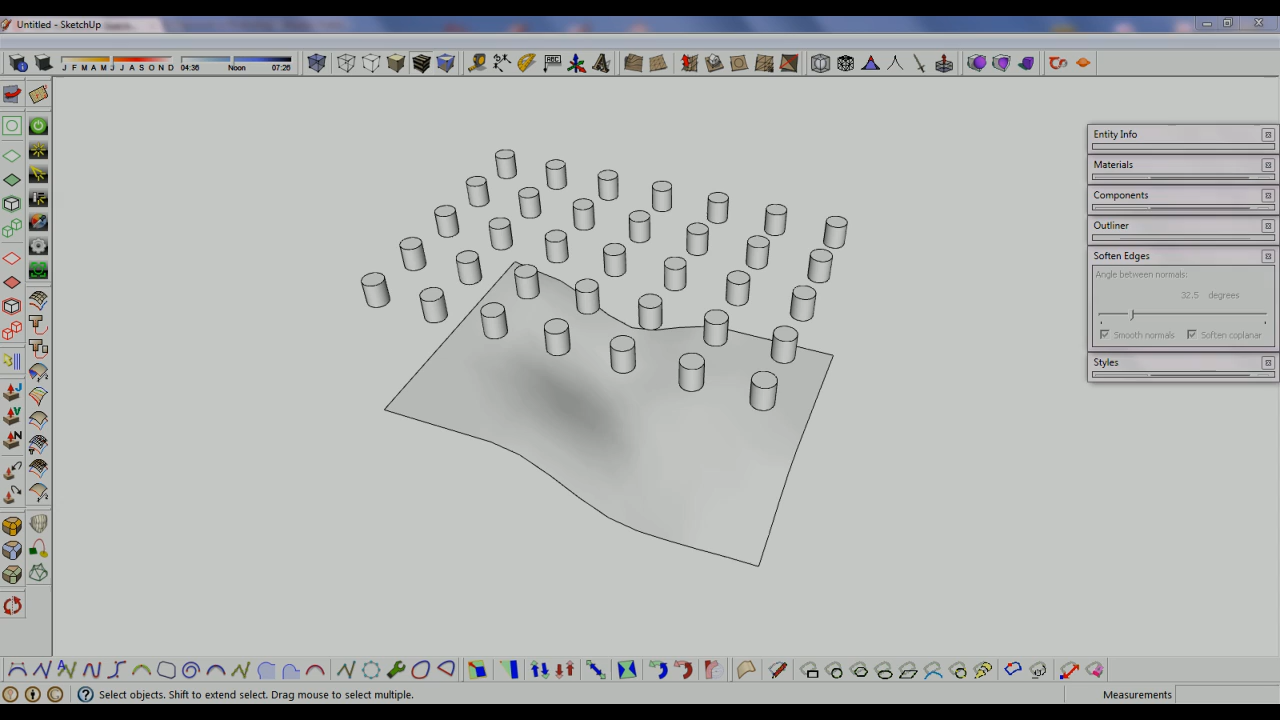 Untitled - SketchUp
J F M A M J J A S O N D 04:36 Noon 07:26
ABC
Entity Info
Materials
Components
Outliner
Soften Edges
Angle between normals:
32.5 degrees
Smooth normals Soften coplanar
Styles
J
V
N
Select objects. Shift to extend select. Drag mouse to select multiple.
Measurements